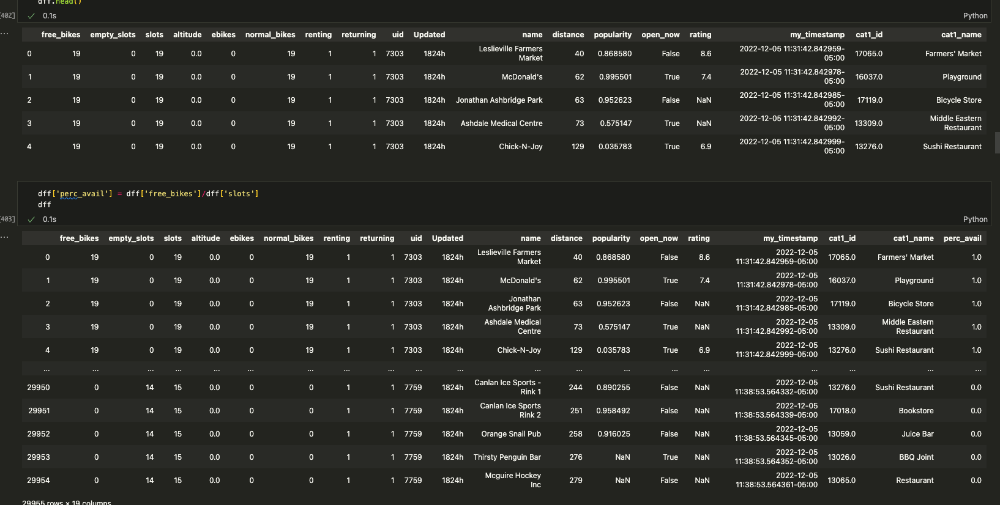 dff.head()
[402]
0.1s
Python
...
free_bikes empty_slots slots altitude ebikes normal_bikes renting returning uid Updated name distance popularity open_now rating my_timestamp cat1_id cat1_name
0 19 0 19 0.0 0 19 1 1 7303 1824h Leslieville Farmers Market 40 0.868580 False 8.6 2022-12-05 11:31:42.842959-05:00 17065.0 Farmers' Market
1 19 0 19 0.0 0 19 1 1 7303 1824h McDonald's 62 0.995501 True 7.4 2022-12-05 11:31:42.842978-05:00 16037.0 Playground
2 19 0 19 0.0 0 19 1 1 7303 1824h Jonathan Ashbridge Park 63 0.952623 False NaN 2022-12-05 11:31:42.842985-05:00 17119.0 Bicycle Store
3 19 0 19 0.0 0 19 1 1 7303 1824h Ashdale Medical Centre 73 0.575147 True NaN 2022-12-05 11:31:42.842992-05:00 13309.0 Middle Eastern Restaurant
4 19 0 19 0.0 0 19 1 1 7303 1824h Chick-N-Joy 129 0.035783 True 6.9 2022-12-05 11:31:42.842999-05:00 13276.0 Sushi Restaurant
dff['perc_avail'] = dff['free_bikes']/dff['slots']
dff
[403]
0.1s
Python
...
free_bikes empty_slots slots altitude ebikes normal_bikes renting returning uid Updated name distance popularity open_now rating my_timestamp cat1_id cat1_name perc_avail
0 19 0 19 0.0 0 19 1 1 7303 1824h Leslieville Farmers Market 40 0.868580 False 8.6 2022-12-05 11:31:42.842959-05:00 17065.0 Farmers' Market 1.0
1 19 0 19 0.0 0 19 1 1 7303 1824h McDonald's 62 0.995501 True 7.4 2022-12-05 11:31:42.842978-05:00 16037.0 Playground 1.0
2 19 0 19 0.0 0 19 1 1 7303 1824h Jonathan Ashbridge Park 63 0.952623 False NaN 2022-12-05 11:31:42.842985-05:00 17119.0 Bicycle Store 1.0
3 19 0 19 0.0 0 19 1 1 7303 1824h Ashdale Medical Centre 73 0.575147 True NaN 2022-12-05 11:31:42.842992-05:00 13309.0 Middle Eastern Restaurant 1.0
4 19 0 19 0.0 0 19 1 1 7303 1824h Chick-N-Joy 129 0.035783 True 6.9 2022-12-05 11:31:42.842999-05:00 13276.0 Sushi Restaurant 1.0
... ... ... ... ... ... ... ... ... ... ... ... ... ... ... ... ... ... ... ...
29950 0 14 15 0.0 0 0 1 1 7759 1824h Canlan Ice Sports - Rink 1 244 0.890255 False NaN 2022-12-05 11:38:53.564332-05:00 13276.0 Sushi Restaurant 0.0
29951 0 14 15 0.0 0 0 1 1 7759 1824h Canlan Ice Sports Rink 2 251 0.958492 False NaN 2022-12-05 11:38:53.564339-05:00 17018.0 Bookstore 0.0
29952 0 14 15 0.0 0 0 1 1 7759 1824h Orange Snail Pub 258 0.916025 False NaN 2022-12-05 11:38:53.564345-05:00 13059.0 Juice Bar 0.0
29953 0 14 15 0.0 0 0 1 1 7759 1824h Thirsty Penguin Bar 276 NaN True NaN 2022-12-05 11:38:53.564352-05:00 13026.0 BBQ Joint 0.0
29954 0 14 15 0.0 0 0 1 1 7759 1824h Mcguire Hockey Inc 279 NaN False NaN 2022-12-05 11:38:53.564361-05:00 13065.0 Restaurant 0.0
29955 rows × 19 columns